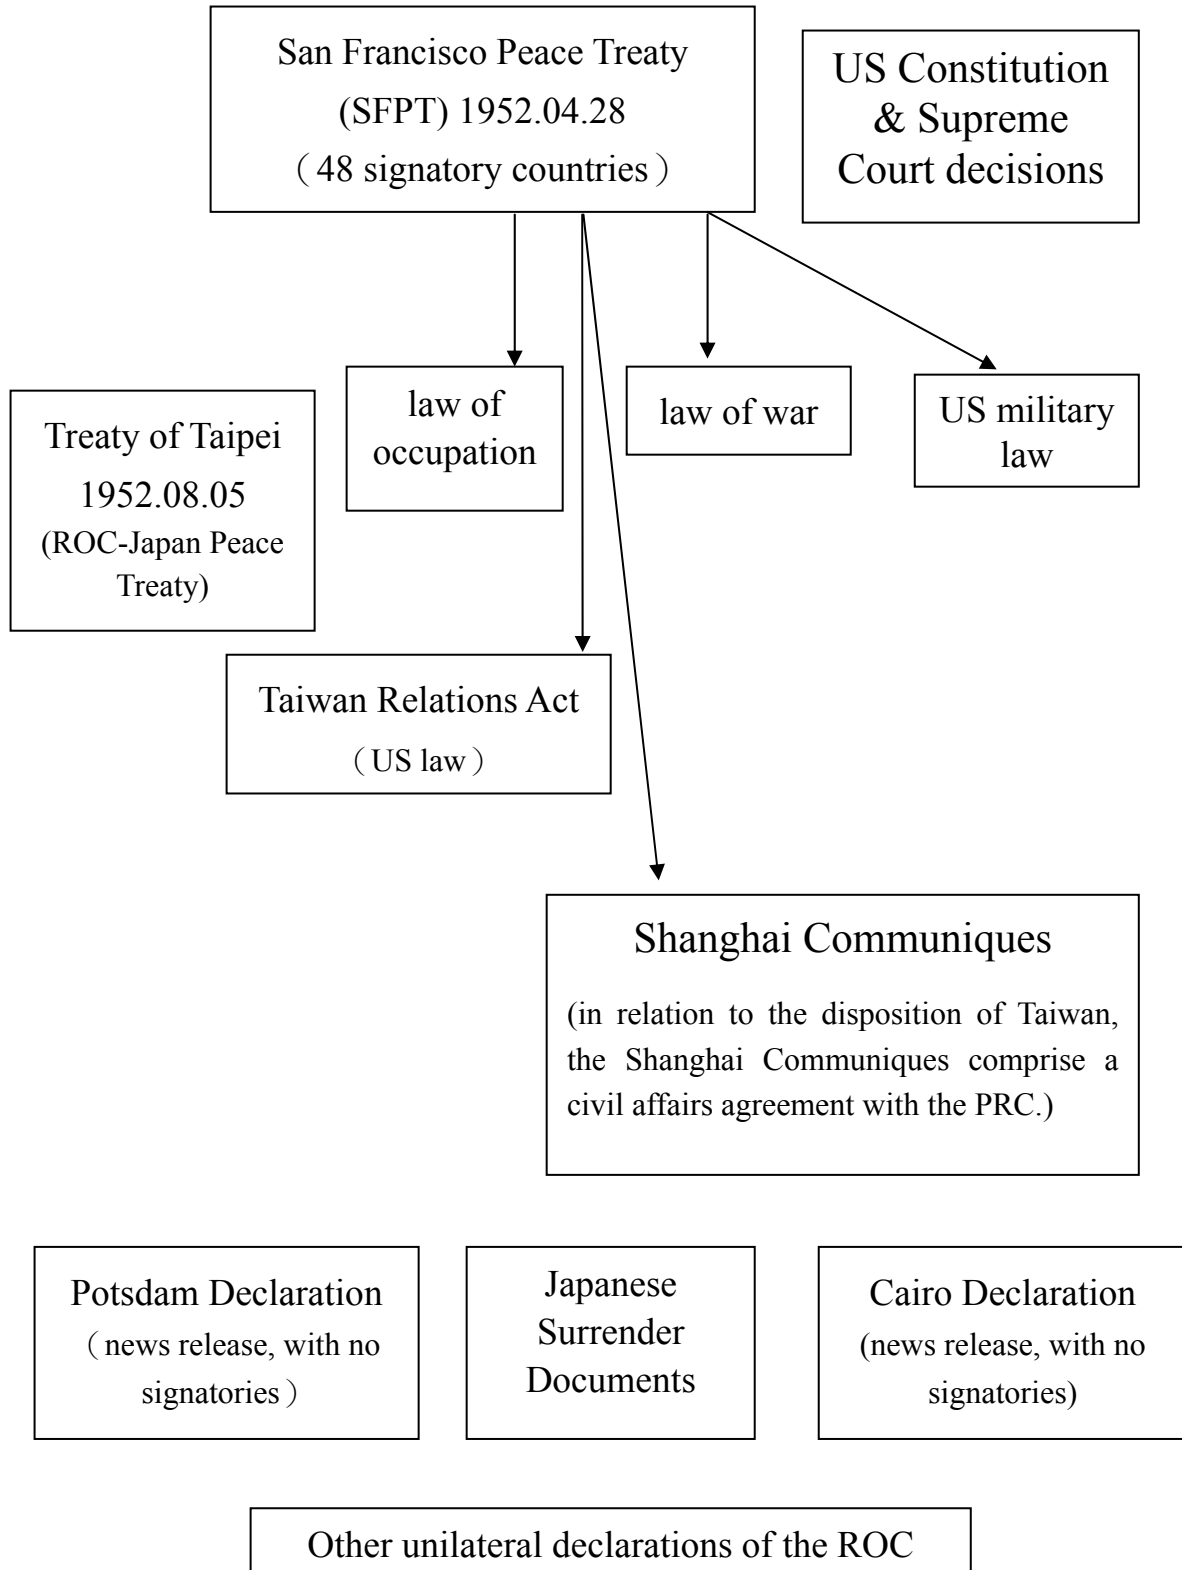 San Francisco Peace Treaty
(SFPT) 1952.04.28
（48 signatory countries）
US Constitution
& Supreme
Court decisions
law of
occupation
law of war
US military
law
Treaty of Taipei
1952.08.05
(ROC-Japan Peace
Treaty)
Taiwan Relations Act
（US law）
Shanghai Communiques
(in relation to the disposition of Taiwan,
the Shanghai Communiques comprise a
civil affairs agreement with the PRC.)
Potsdam Declaration
（news release, with no
signatories）
Japanese
Surrender
Documents
Cairo Declaration
(news release, with no
signatories)
Other unilateral declarations of the ROC